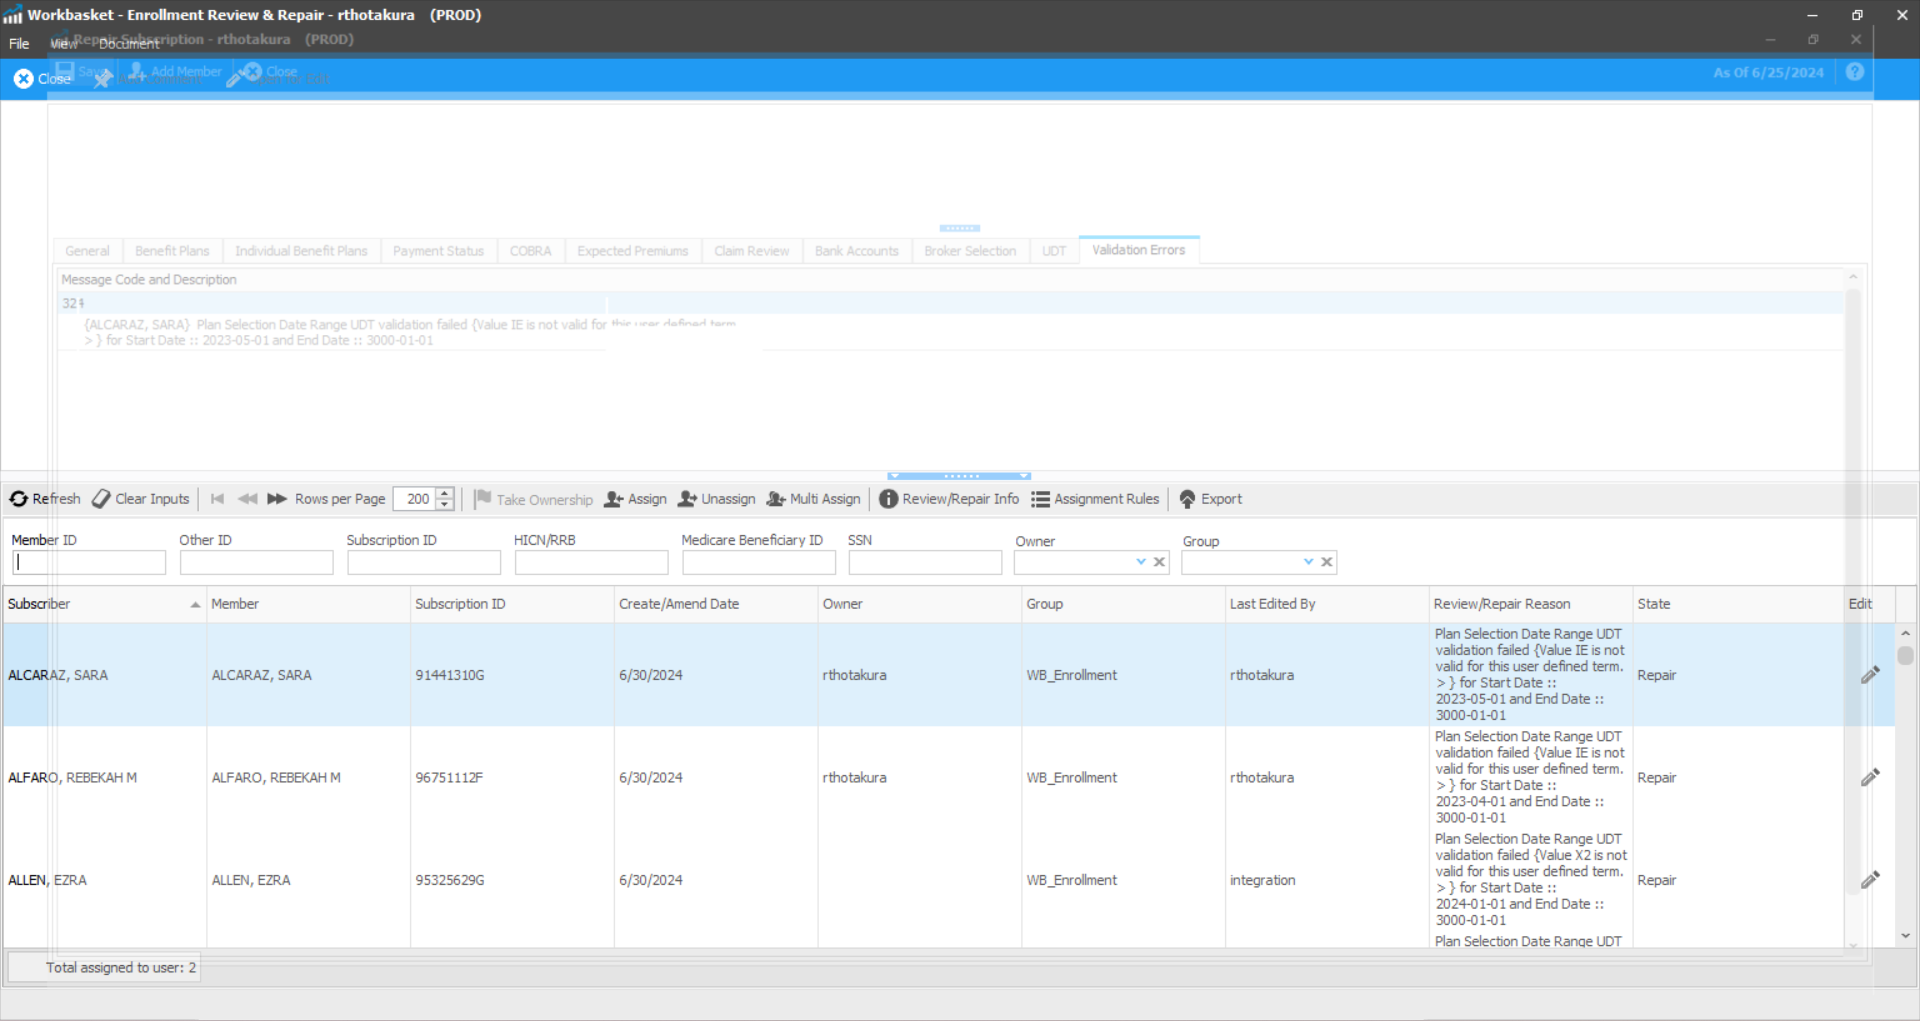 Workbasket - Enrollment Review & Repair - rthotakura (PROD)
Repair Subscription - rthotakura (PROD)
File View Document
Save Add Member Close
Close
As Of 6/25/2024
General Benefit Plans Individual Benefit Plans Payment Status COBRA Expected Premiums Claim Review Bank Accounts Broker Selection UDT Validation Errors
Message Code and Description
324
{ALCARAZ, SARA} Plan Selection Date Range UDT validation failed {Value IE is not valid for this user defined term.
> } for Start Date :: 2023-05-01 and End Date :: 3000-01-01
Refresh Clear Inputs Rows per Page 200 Take Ownership Assign Unassign Multi Assign Review/Repair Info Assignment Rules Export
Member ID Other ID Subscription ID HICN/RRB Medicare Beneficiary ID SSN Owner Group
Subscriber Member Subscription ID Create/Amend Date Owner Group Last Edited By Review/Repair Reason State Edit
ALCARAZ, SARA ALCARAZ, SARA 91441310G 6/30/2024 rthotakura WB_Enrollment rthotakura
Plan Selection Date Range UDT
validation failed {Value IE is not
valid for this user defined term.
> } for Start Date ::
2023-05-01 and End Date ::
3000-01-01
Repair
ALFARO, REBEKAH M ALFARO, REBEKAH M 96751112F 6/30/2024 rthotakura WB_Enrollment rthotakura
Plan Selection Date Range UDT
validation failed {Value IE is not
valid for this user defined term.
> } for Start Date ::
2023-04-01 and End Date ::
3000-01-01
Repair
ALLEN, EZRA ALLEN, EZRA 95325629G 6/30/2024 WB_Enrollment integration
Plan Selection Date Range UDT
validation failed {Value X2 is not
valid for this user defined term.
> } for Start Date ::
2024-01-01 and End Date ::
3000-01-01
Repair
Plan Selection Date Range UDT
Total assigned to user: 2